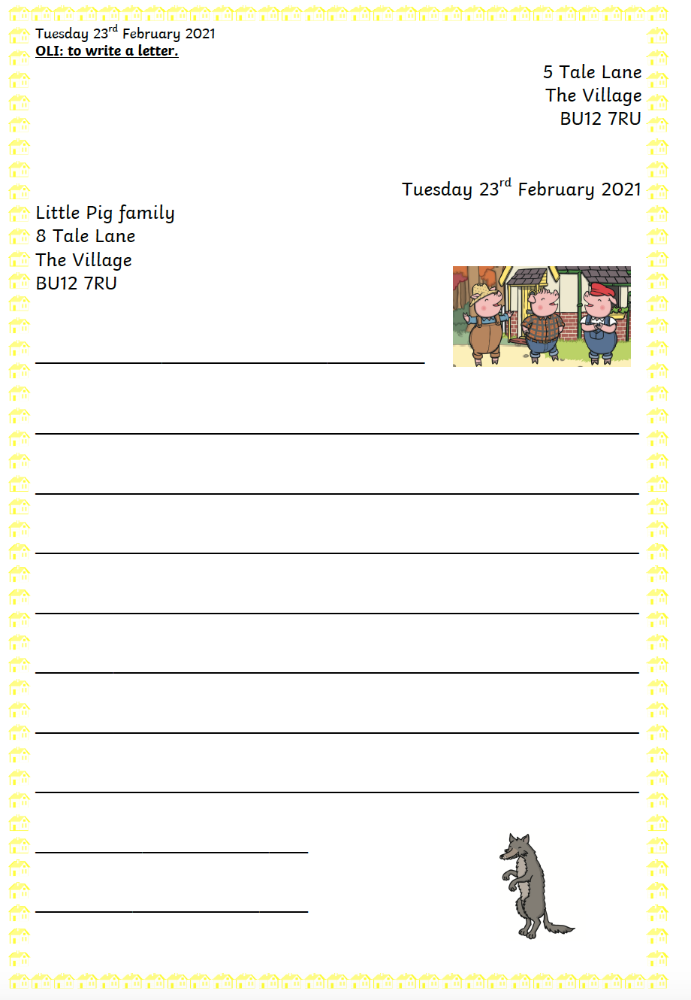 Tuesday 23rd February 2021
OLI: to write a letter.
5 Tale Lane
The Village
BU12 7RU
Tuesday 23rd February 2021
Little Pig family
8 Tale Lane
The Village
BU12 7RU